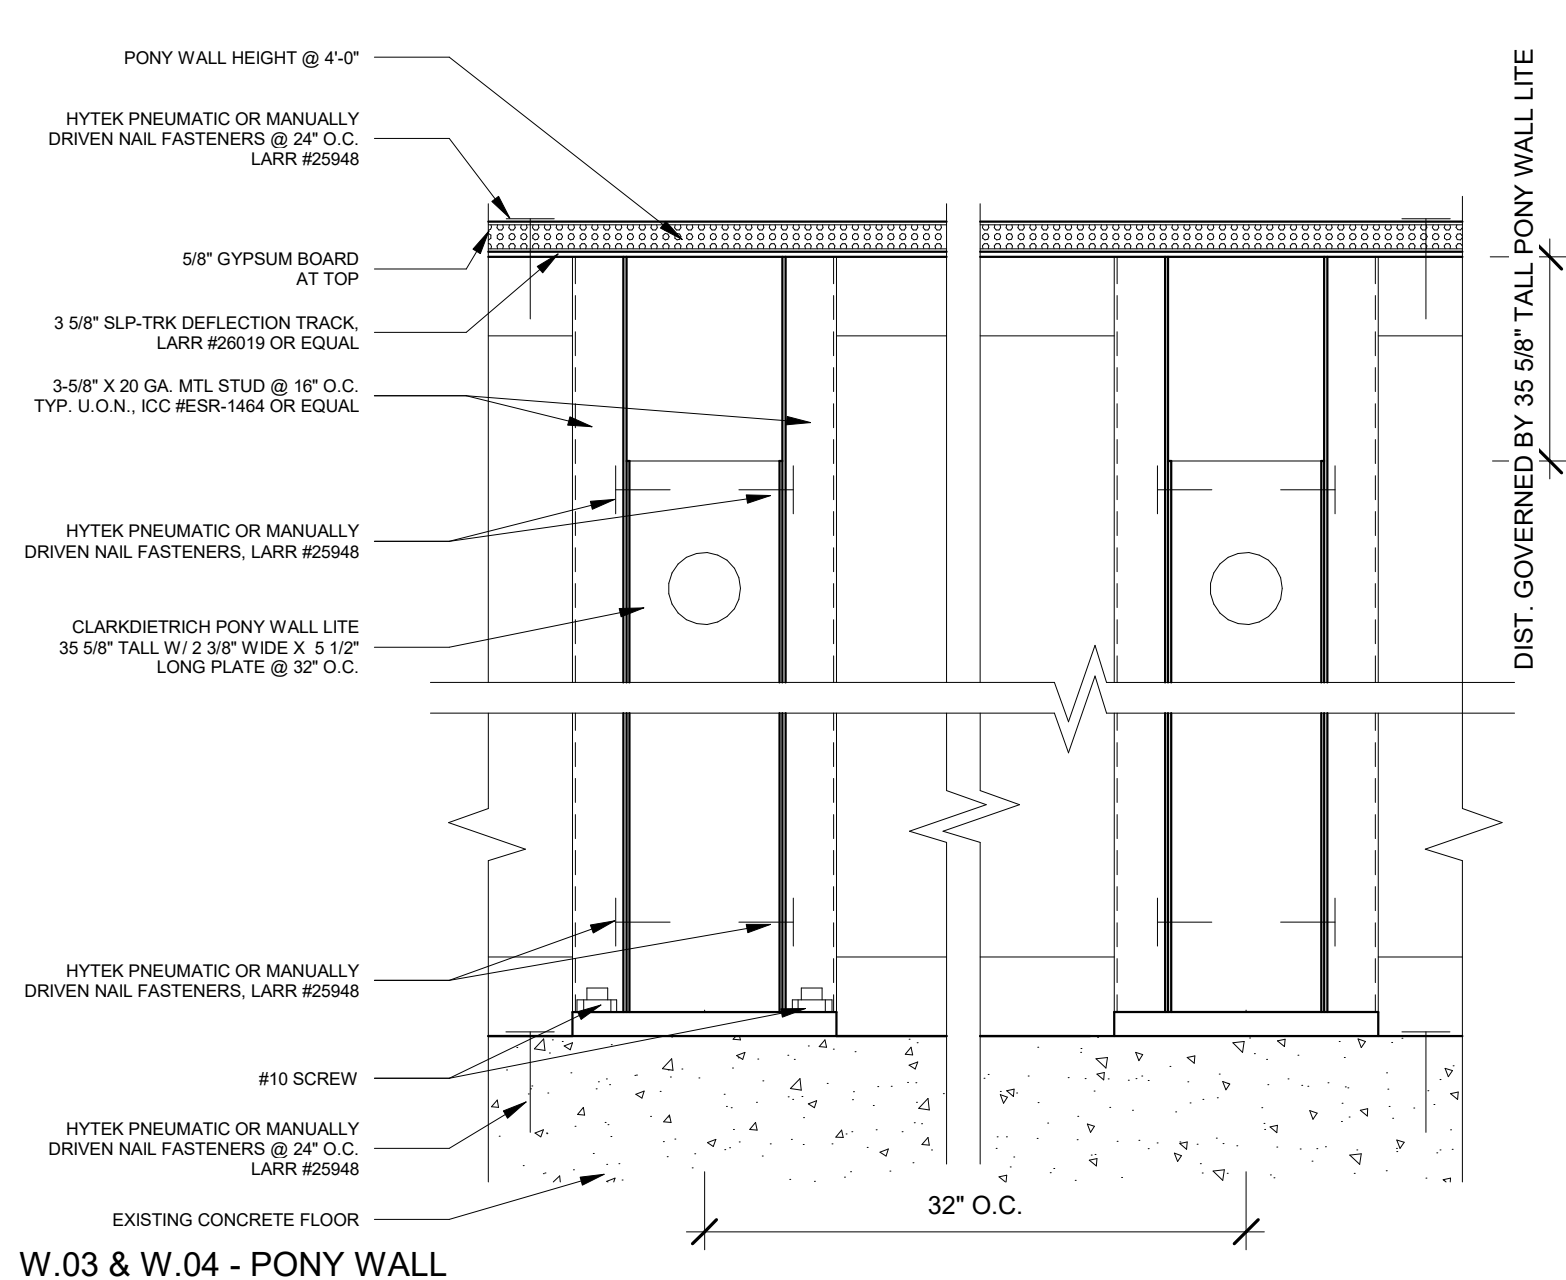 PONY WALL HEIGHT @ 4'-0"
HYTEK PNEUMATIC OR MANUALLY
DRIVEN NAIL FASTENERS @ 24" O.C.
LARR #25948
5/8" GYPSUM BOARD
AT TOP
3 5/8" SLP-TRK DEFLECTION TRACK,
LARR #26019 OR EQUAL
3-5/8" X 20 GA. MTL STUD @ 16" O.C.
TYP. U.O.N., ICC #ESR-1464 OR EQUAL
HYTEK PNEUMATIC OR MANUALLY
DRIVEN NAIL FASTENERS, LARR #25948
CLARKDIETRICH PONY WALL LITE
35 5/8" TALL W/ 2 3/8" WIDE X 5 1/2"
LONG PLATE @ 32" O.C.
HYTEK PNEUMATIC OR MANUALLY
DRIVEN NAIL FASTENERS, LARR #25948
#10 SCREW
HYTEK PNEUMATIC OR MANUALLY
DRIVEN NAIL FASTENERS @ 24" O.C.
LARR #25948
EXISTING CONCRETE FLOOR
DIST. GOVERNED BY 35 5/8" TALL PONY WALL LITE
32" O.C.
W.03 & W.04 - PONY WALL